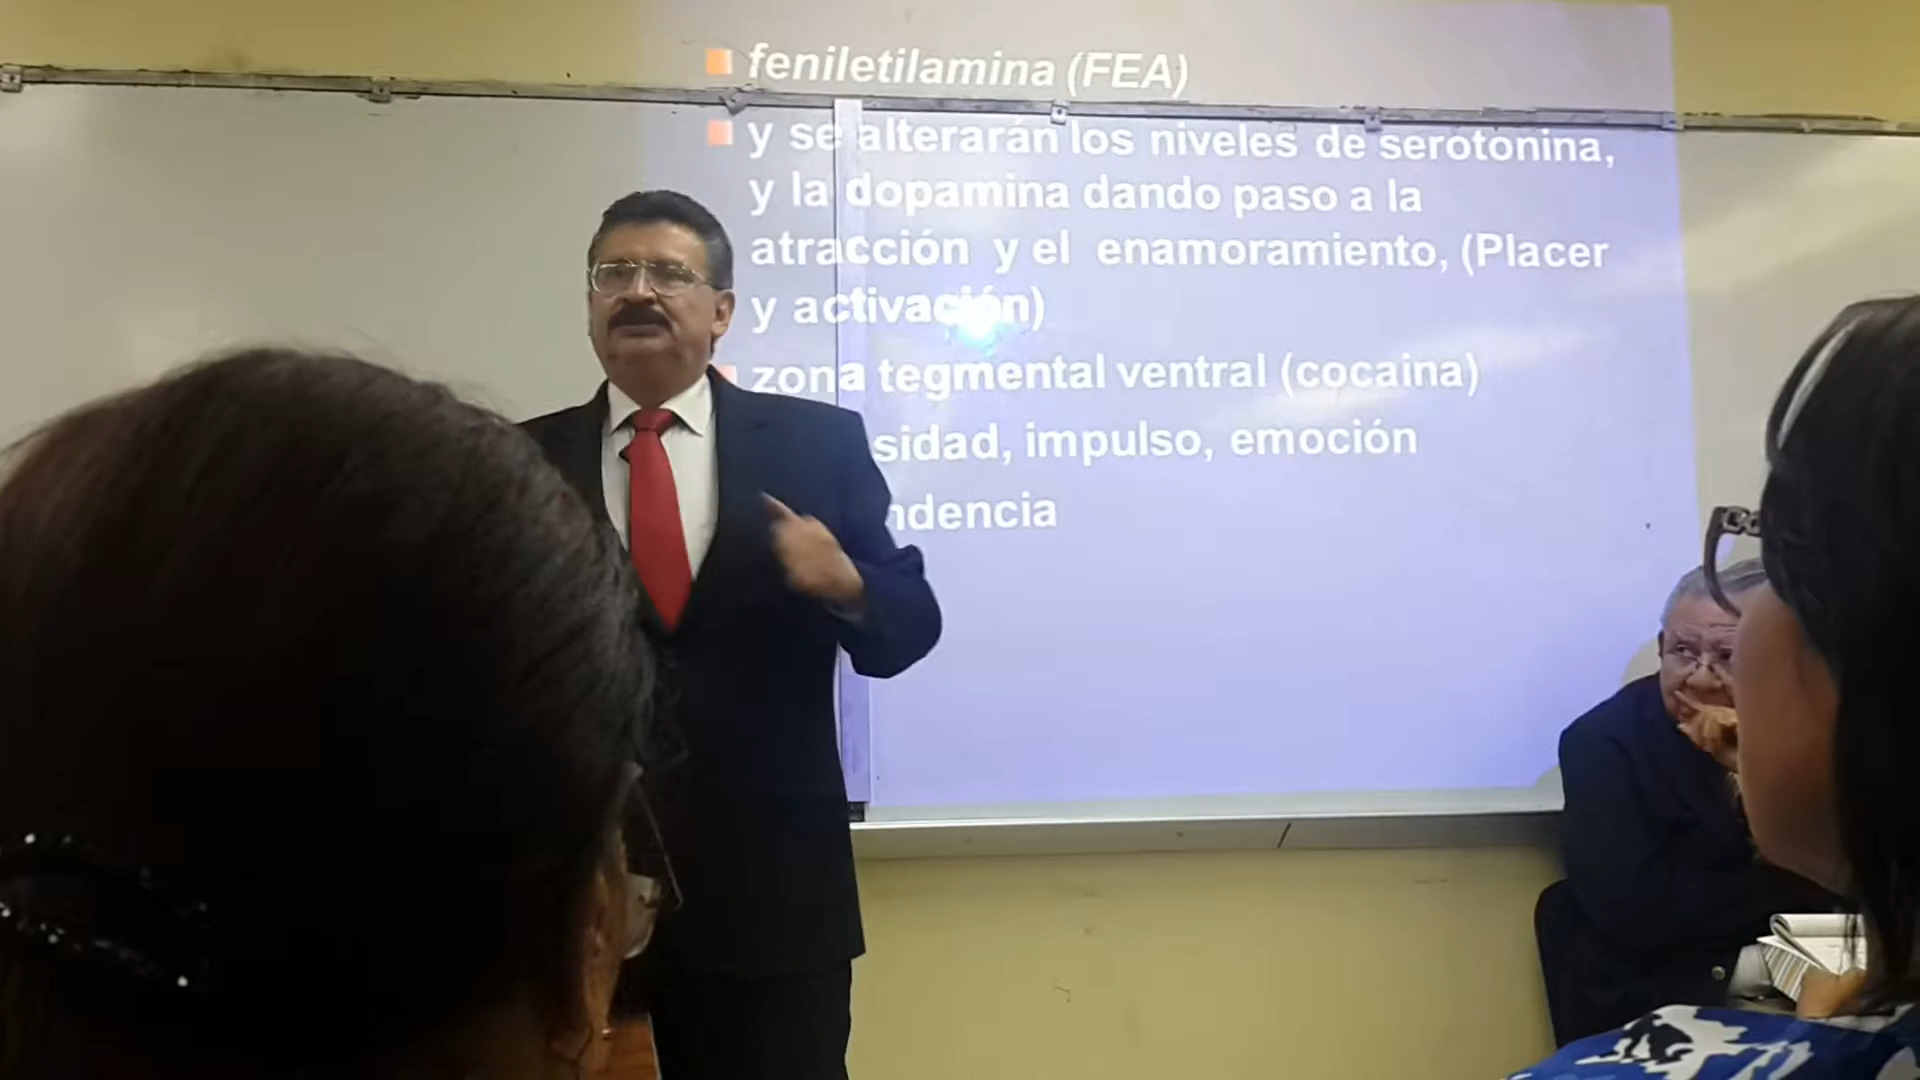 feniletilamina (FEA)
y se alterarán los niveles de serotonina,
y la dopamina dando paso a la
atracción y el enamoramiento, (Placer
y activación)
zona tegmental ventral (cocaina)
sidad, impulso, emoción
ndencia